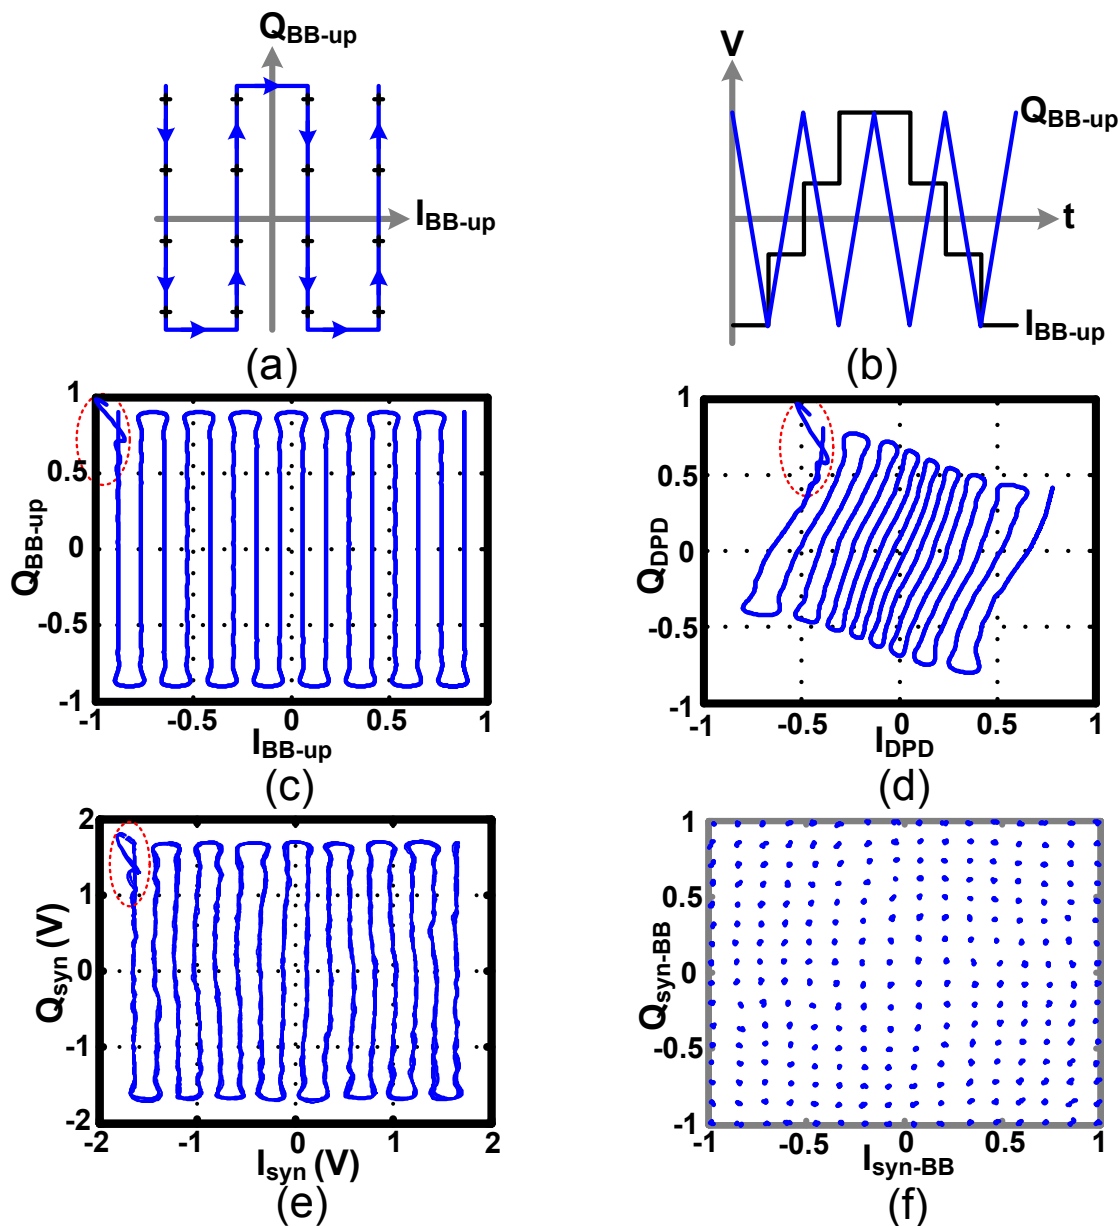 Q_BB-up
I_BB-up
(a)
V
Q_BB-up
t
I_BB-up
(b)
1
0.5
0
-0.5
-1
Q_BB-up
-1 -0.5 0 0.5 1
I_BB-up
(c)
1
0.5
0
-0.5
-1
Q_DPD
-0.5 0 0.5 1
I_DPD
(d)
2
1
0
-1
-2
Q_syn (V)
-2 -1 0 1 2
I_syn (V)
(e)
1
0.5
0
-0.5
-1
Q_syn-BB
-1 -0.5 0 0.5 1
I_syn-BB
(f)